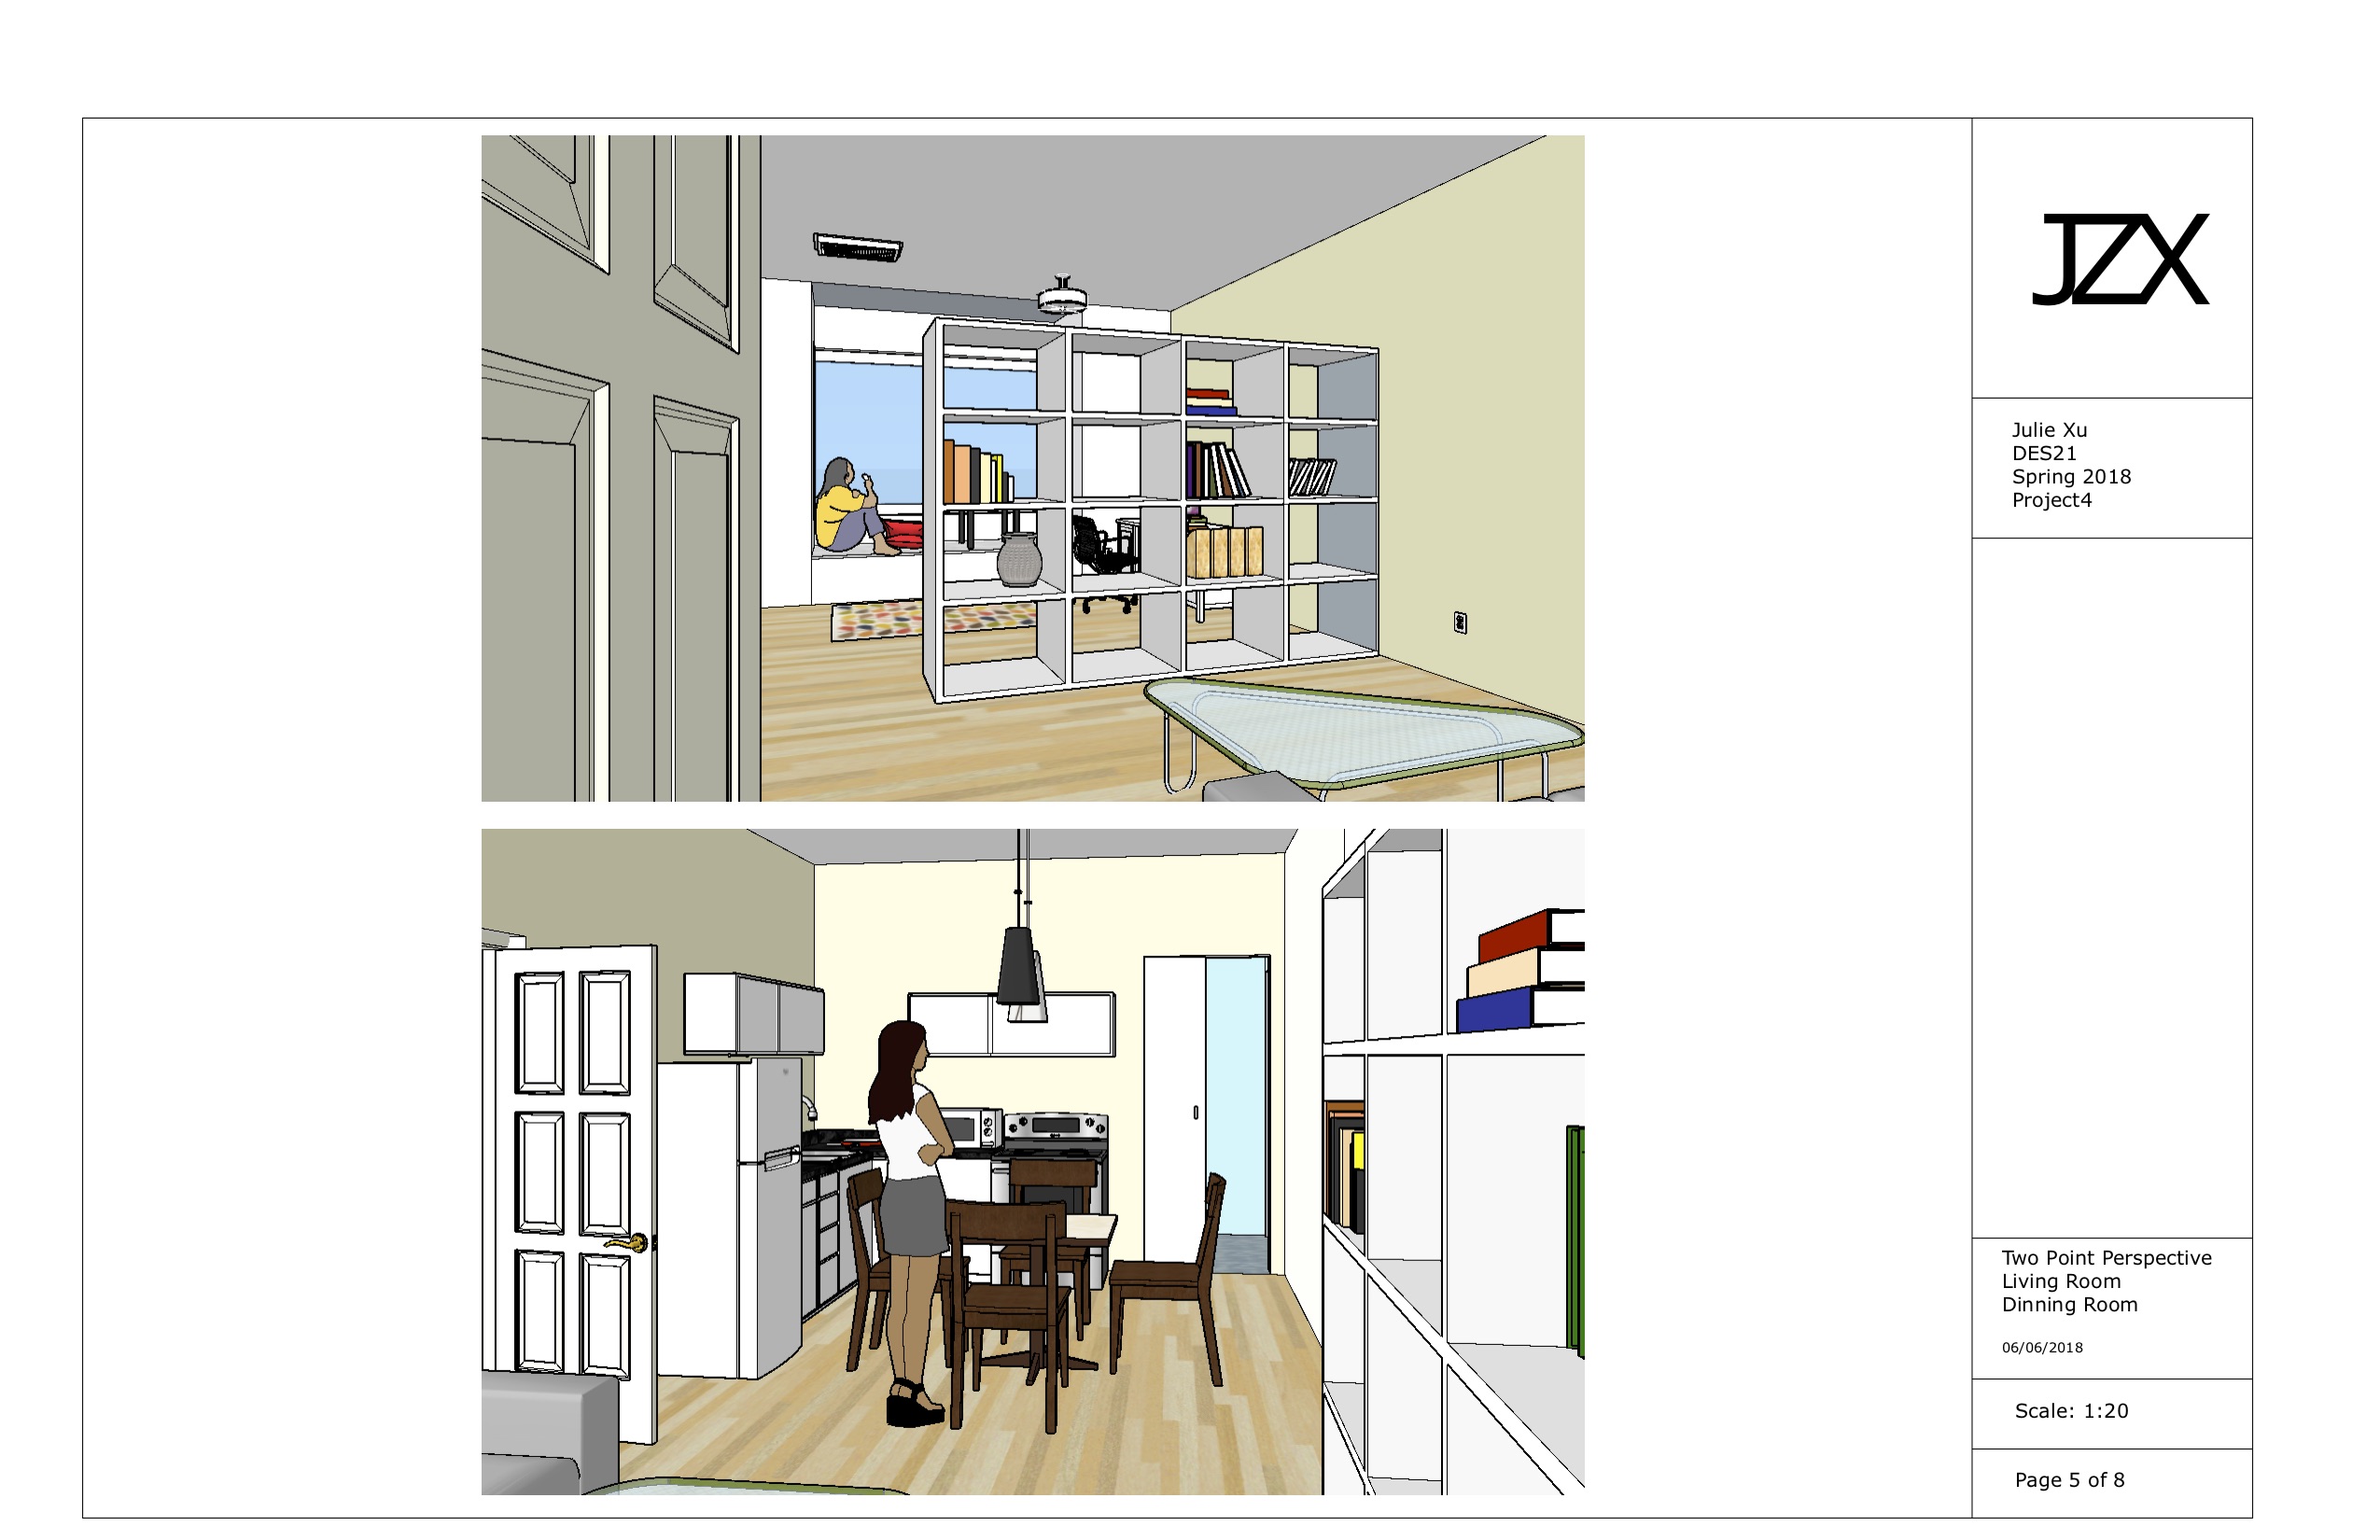 JZX
Julie Xu
DES21
Spring 2018
Project4
Two Point Perspective
Living Room
Dinning Room
06/06/2018
Scale: 1:20
Page 5 of 8